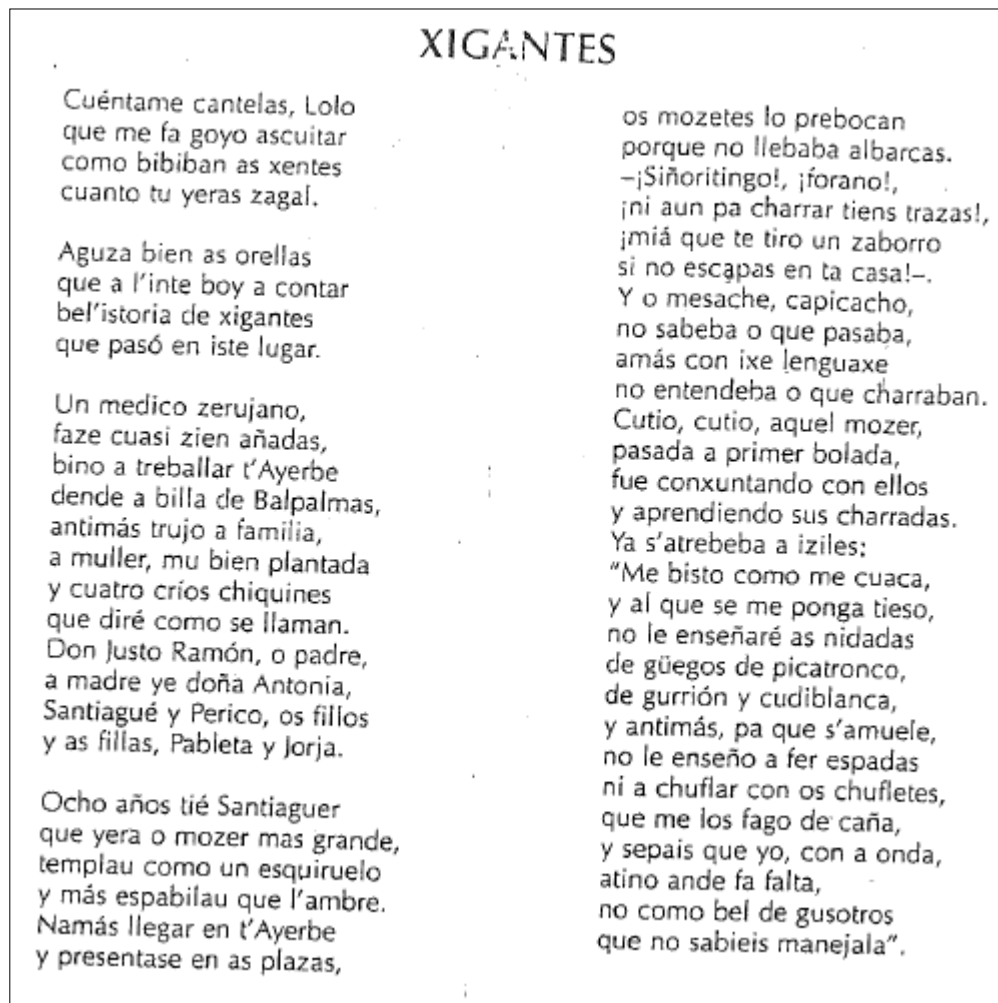 XIGANTES
Cuéntame cantelas, Lolo
que me fa goyo ascuitar
como bibiban as xentes
cuanto tu yeras zagal.
Aguza bien as orellas
que a l'inte boy a contar
bel'istoria de xigantes
que pasó en iste lugar.
Un medico zerujano,
faze cuasi zien añadas,
bino a treballar t'Ayerbe
dende a billa de Balpalmas,
antimás trujo a familia,
a muller, mu bien plantada
y cuatro críos chiquines
que diré como se llaman.
Don Justo Ramón, o padre,
a madre ye doña Antonia,
Santiagué y Perico, os fillos
y as fillas, Pableta y Jorja.
Ocho años tié Santiaguer
que yera o mozer mas grande,
templau como un esquiruelo
y más espabilau que l'ambre.
Namás llegar en t'Ayerbe
y presentase en as plazas,
os mozetes lo prebocan
porque no llebaba albarcas.
–¡Siñoritingo!, ¡forano!,
¡ni aun pa charrar tiens trazas!,
¡miá que te tiro un zaborro
si no escapas en ta casa!–.
Y o mesache, capicacho,
no sabeba o que pasaba,
amás con ixe lenguaxe
no entendeba o que charraban.
Cutio, cutio, aquel mozer,
pasada a primer bolada,
fue conxuntando con ellos
y aprendiendo sus charradas.
Ya s'atrebeba a iziles:
"Me bisto como me cuaca,
y al que se me ponga tieso,
no le enseñaré as nidadas
de güegos de picatronco,
de gurrión y cudiblanca,
y antimás, pa que s'amuele,
no le enseño a fer espadas
ni a chuflar con os chufletes,
que me los fago de caña,
y sepais que yo, con a onda,
atino ande fa falta,
no como bel de gusotros
que no sabieis manejala".